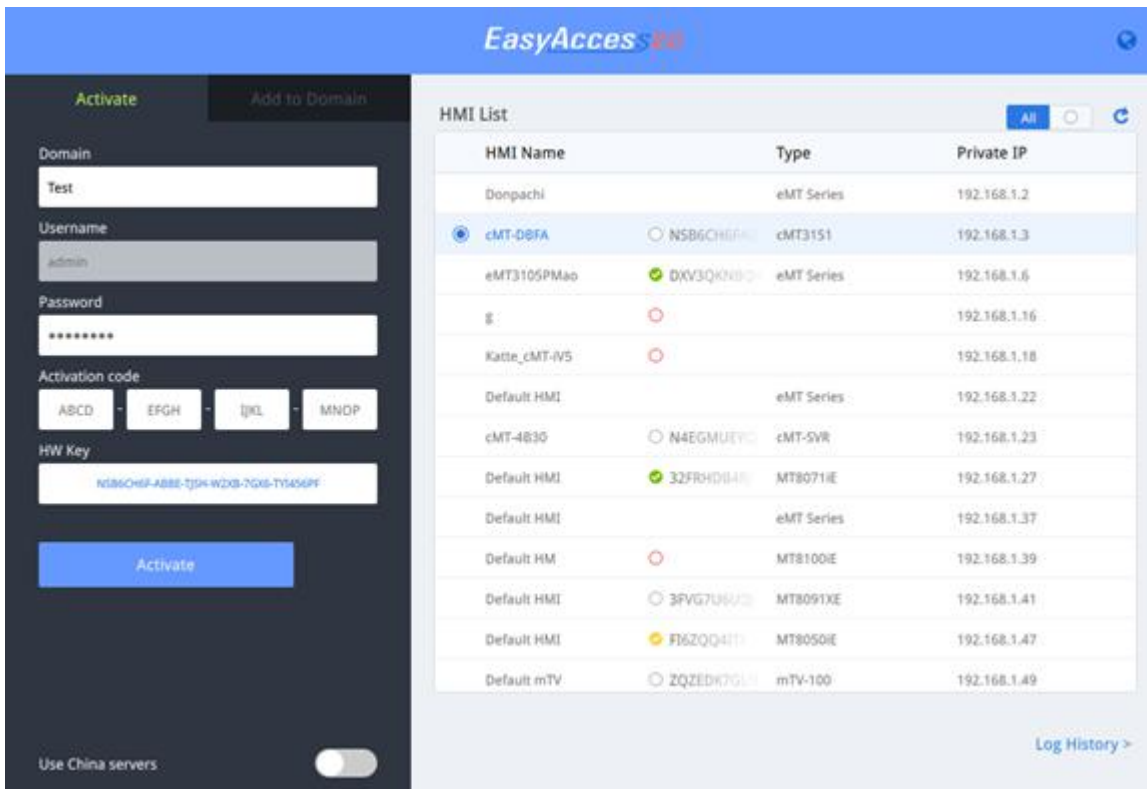 EasyAccess 2.0
Activate
Add to Domain
Domain
Test
Username
admin
Password
********
Activation code
ABCD - EFGH - IJKL - MNOP
HW Key
Activate
Use China servers
HMI List
All
HMI Name Type Private IP
Donpachi eMT Series 192.168.1.2
cMT-DBFA cMT3151 192.168.1.3
eMT3105PMao eMT Series 192.168.1.6
g 192.168.1.16
Katte_cMT-iV5 192.168.1.18
Default HMI eMT Series 192.168.1.22
cMT-4B30 cMT-SVR 192.168.1.23
Default HMI MT8071iE 192.168.1.27
Default HMI eMT Series 192.168.1.37
Default HM MT8100iE 192.168.1.39
Default HMI MT8091XE 192.168.1.41
Default HMI MT8050iE 192.168.1.47
Default mTV mTV-100 192.168.1.49
Log History >